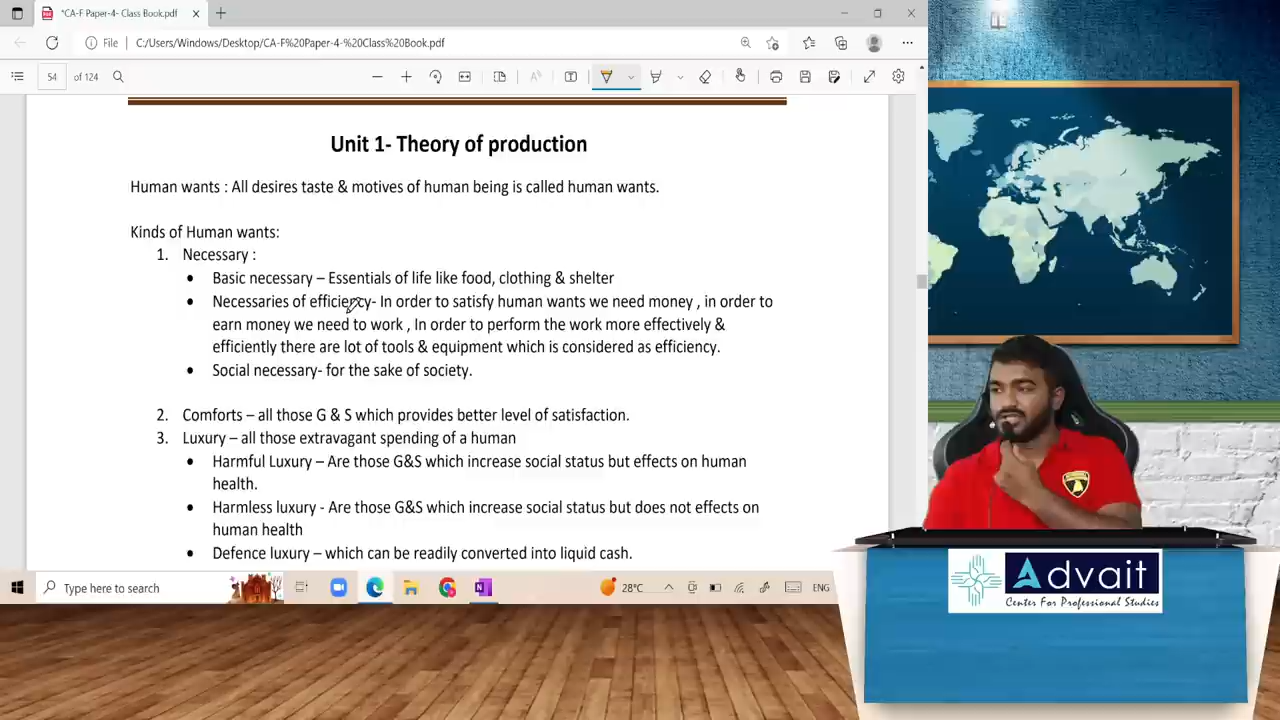 *CA-F Paper-4- Class Book.pdf
File
C:/Users/Windows/Desktop/CA-F%20Paper-4-%20Class%20Book.pdf
54 of 124
Unit 1- Theory of production
Human wants : All desires taste & motives of human being is called human wants.
Kinds of Human wants:
1. Necessary :
• Basic necessary – Essentials of life like food, clothing & shelter
• Necessaries of efficiency- In order to satisfy human wants we need money , in order to
earn money we need to work , In order to perform the work more effectively &
efficiently there are lot of tools & equipment which is considered as efficiency.
• Social necessary- for the sake of society.
2. Comforts – all those G & S which provides better level of satisfaction.
3. Luxury – all those extravagant spending of a human
• Harmful Luxury – Are those G&S which increase social status but effects on human
health.
• Harmless luxury - Are those G&S which increase social status but does not effects on
human health
• Defence luxury – which can be readily converted into liquid cash.
Type here to search
28°C
ENG
Advait
Center For Professional Studies